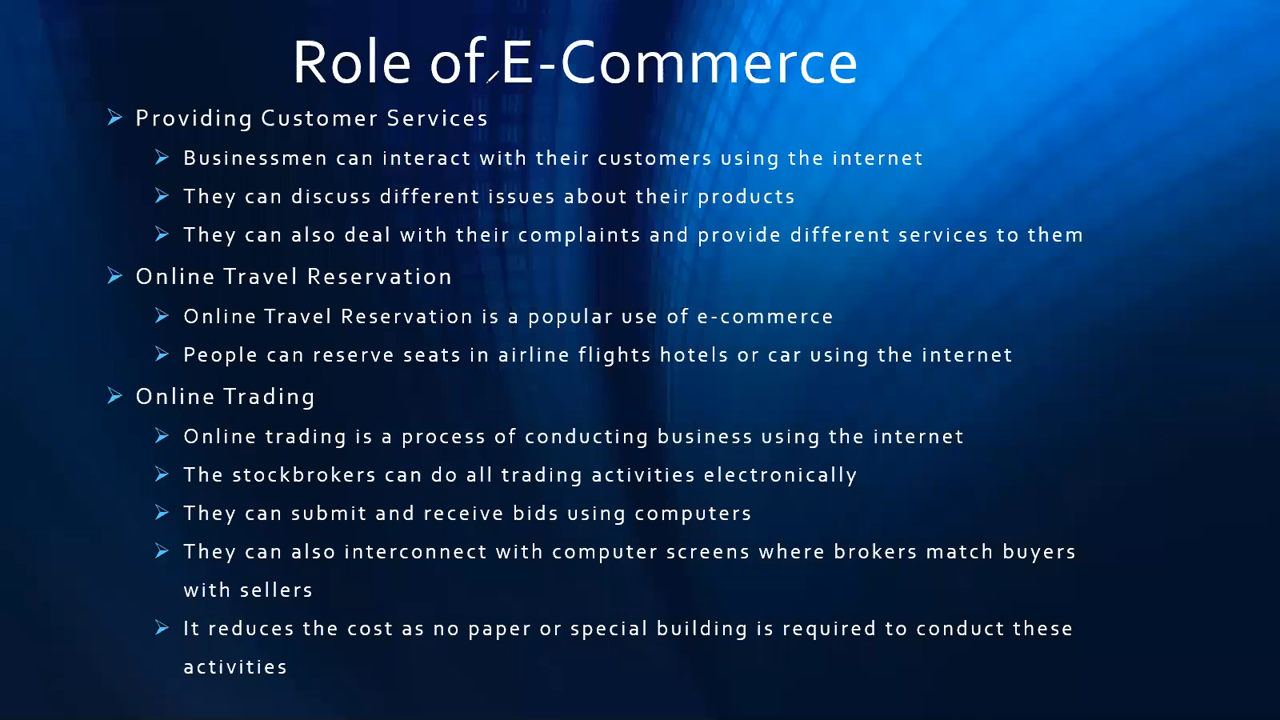 Role of E-Commerce
Providing Customer Services
Businessmen can interact with their customers using the internet
They can discuss different issues about their products
They can also deal with their complaints and provide different services to them
Online Travel Reservation
Online Travel Reservation is a popular use of e-commerce
People can reserve seats in airline flights hotels or car using the internet
Online Trading
Online trading is a process of conducting business using the internet
The stockbrokers can do all trading activities electronically
They can submit and receive bids using computers
They can also interconnect with computer screens where brokers match buyers
with sellers
It reduces the cost as no paper or special building is required to conduct these
activities